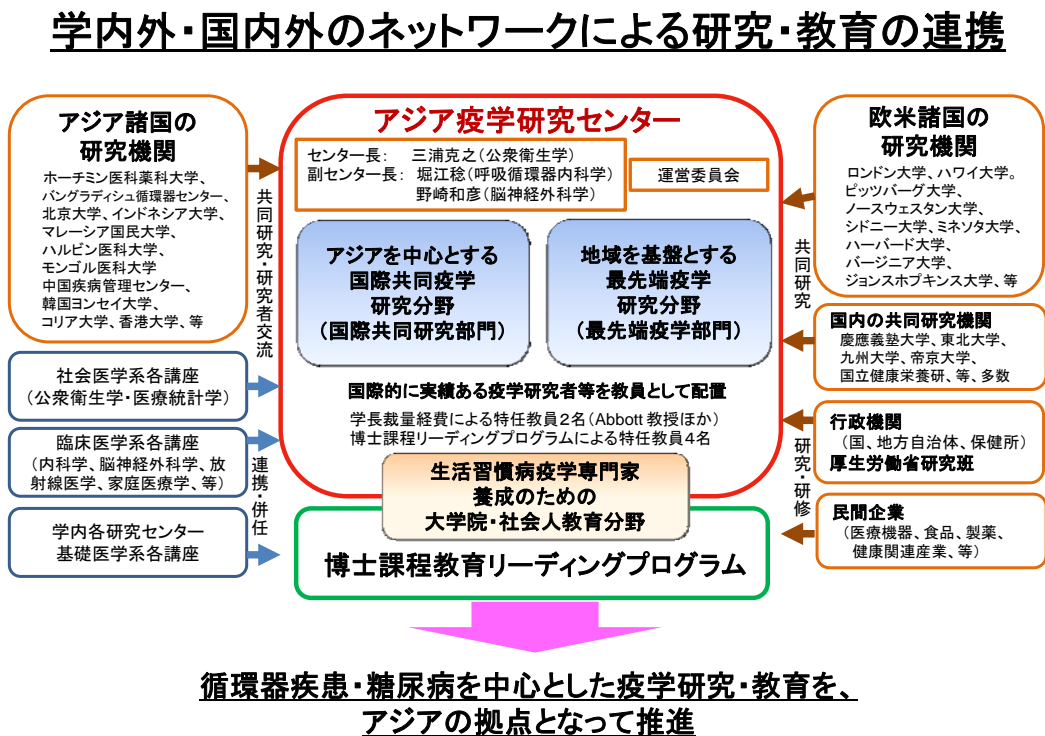 学内外・国内外のネットワークによる研究・教育の連携
アジア諸国の
研究機関
ホーチミン医科薬科大学、
バングラディシュ循環器センター、
北京大学、インドネシア大学、
マレーシア国民大学、
ハルビン医科大学、
モンゴル医科大学
中国疾病管理センター、
韓国ヨンセイ大学、
コリア大学、香港大学、等
社会医学系各講座
（公衆衛生学・医療統計学）
臨床医学系各講座
（内科学、脳神経外科学、放
射線医学、家庭医療学、等）
学内各研究センター
基礎医学系各講座
共同研究・研究者交流
連携・併任
アジア疫学研究センター
センター長： 三浦克之（公衆衛生学）
副センター長： 堀江稔（呼吸循環器内科学）
野崎和彦（脳神経外科学）
運営委員会
アジアを中心とする
国際共同疫学
研究分野
（国際共同研究部門）
地域を基盤とする
最先端疫学
研究分野
（最先端疫学部門）
国際的に実績ある疫学研究者等を教員として配置
学長裁量経費による特任教員２名（Abbott 教授ほか）
博士課程リーディングプログラムによる特任教員４名
生活習慣病疫学専門家
養成のための
大学院・社会人教育分野
博士課程教育リーディングプログラム
共同研究
研究・研修
欧米諸国の
研究機関
ロンドン大学、ハワイ大学。
ピッツバーグ大学、
ノースウェスタン大学、
シドニー大学、ミネソタ大学、
ハーバード大学、
バージニア大学、
ジョンスホプキンス大学、等
国内の共同研究機関
慶應義塾大学、東北大学、
九州大学、帝京大学、
国立健康栄養研、等、多数
行政機関
（国、地方自治体、保健所）
厚生労働省研究班
民間企業
（医療機器、食品、製薬、
健康関連産業、等）
循環器疾患・糖尿病を中心とした疫学研究・教育を、
アジアの拠点となって推進